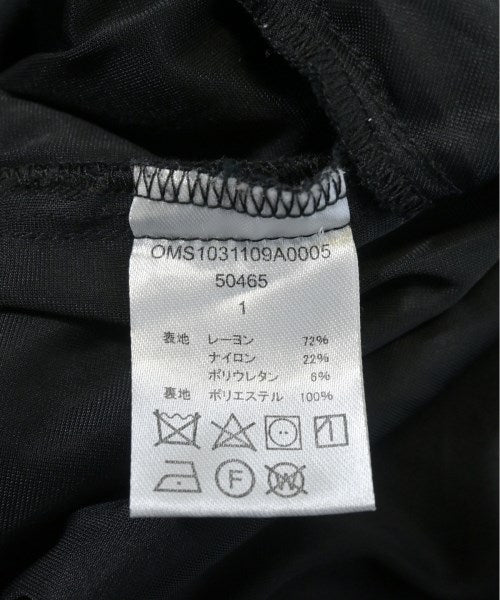 OMS1031109A0005
50465
1
表地 レーヨン 72%
ナイロン 22%
ポリウレタン 6%
裏地 ポリエステル 100%
F W